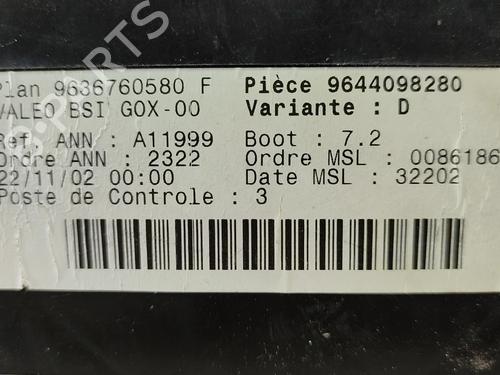 Plan 9636760580 F Pièce 9644098280
VALEO BSI GOX-00 Variante : D
Ref. ANN : A11999 Boot : 7.2
Ordre ANN : 2322 Ordre MSL : 0086186
22/11/02 00:00 Date MSL : 32202
Poste de Controle : 3